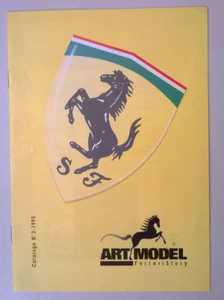 S F
Catalogo N°2-1995
ART MODEL
FerrariStory